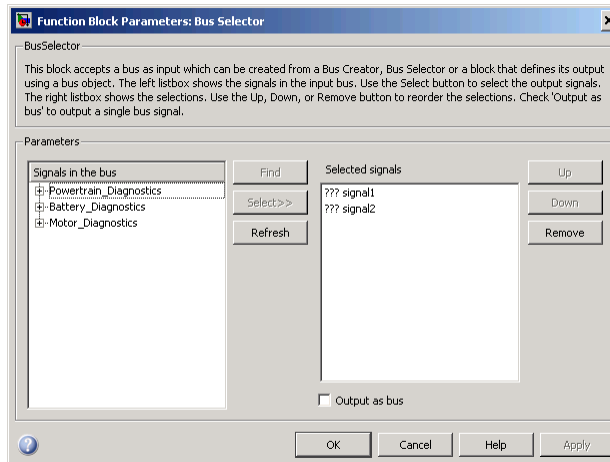 Function Block Parameters: Bus Selector
BusSelector
This block accepts a bus as input which can be created from a Bus Creator, Bus Selector or a block that defines its output
using a bus object. The left listbox shows the signals in the input bus. Use the Select button to select the output signals.
The right listbox shows the selections. Use the Up, Down, or Remove button to reorder the selections. Check 'Output as
bus' to output a single bus signal.
Parameters
Signals in the bus
Powertrain_Diagnostics
Battery_Diagnostics
Motor_Diagnostics
Find
Select>>
Refresh
Selected signals
??? signal1
??? signal2
Up
Down
Remove
Output as bus
OK
Cancel
Help
Apply